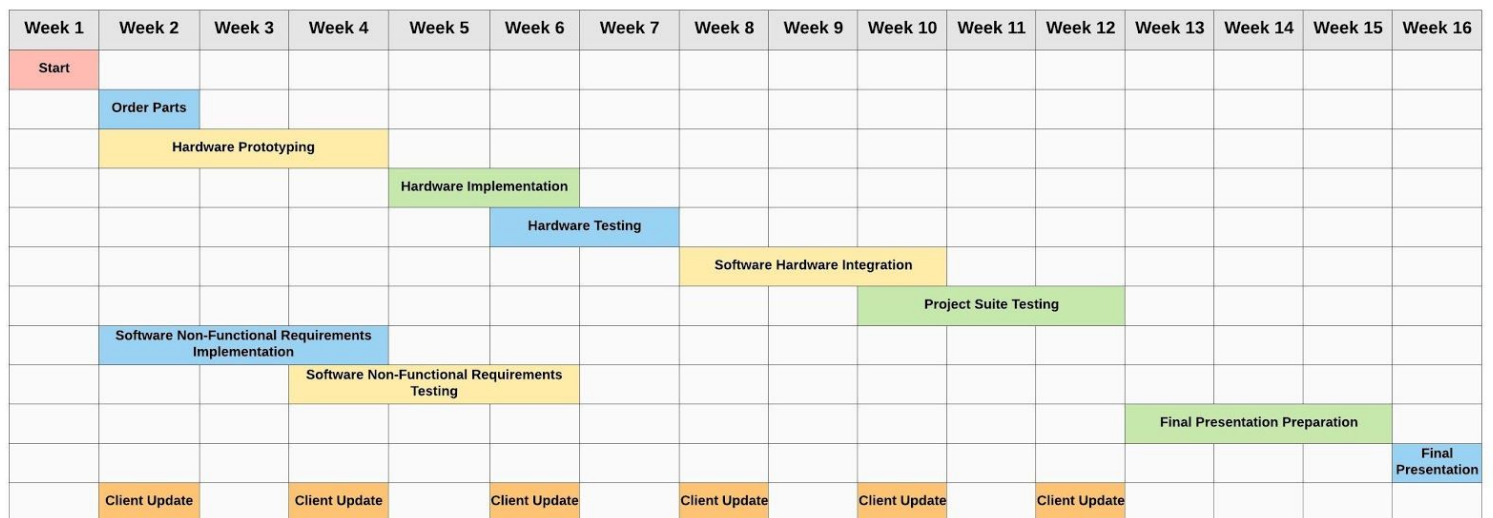 Week 1 Week 2 Week 3 Week 4 Week 5 Week 6 Week 7 Week 8 Week 9 Week 10 Week 11 Week 12 Week 13 Week 14 Week 15 Week 16
Start
Order Parts
Hardware Prototyping
Hardware Implementation
Hardware Testing
Software Hardware Integration
Project Suite Testing
Software Non-Functional Requirements
Implementation
Software Non-Functional Requirements
Testing
Final Presentation Preparation
Final
Presentation
Client Update Client Update Client Update Client Update Client Update Client Update